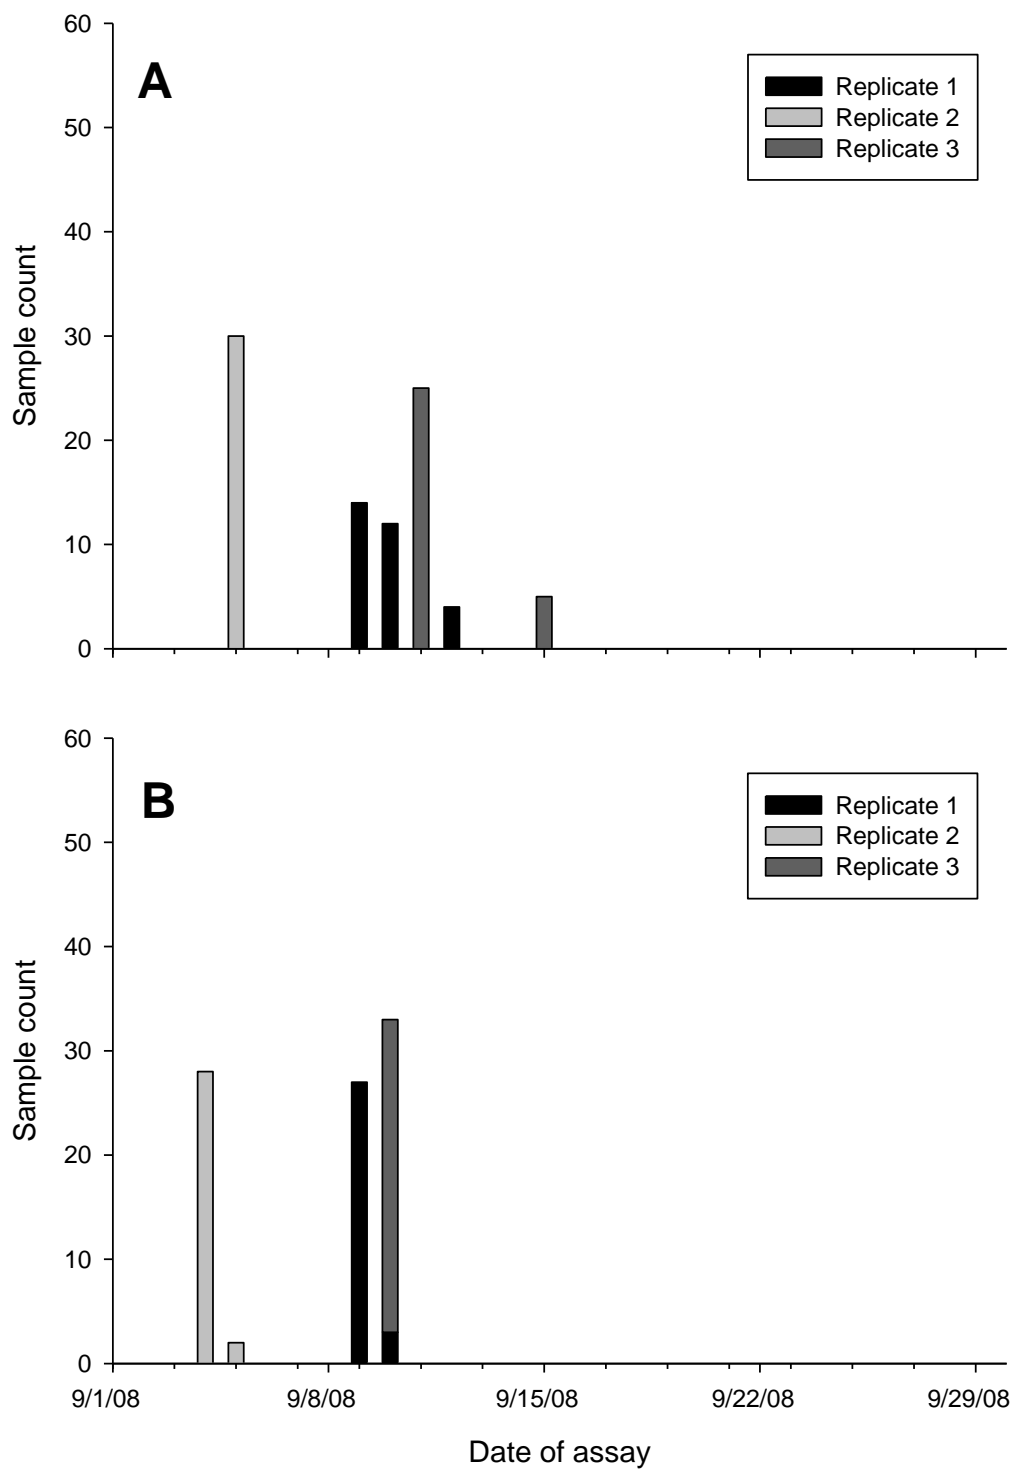 60
A
Replicate 1
Replicate 2
Replicate 3
50
40
30
20
10
0
Sample count
60
B
Replicate 1
Replicate 2
Replicate 3
50
40
30
20
10
0
Sample count
9/1/08 9/8/08 9/15/08 9/22/08 9/29/08
Date of assay